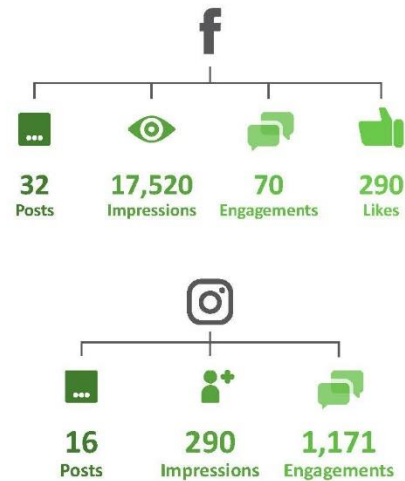 f
32 17,520 70 290
Posts Impressions Engagements Likes
16 290 1,171
Posts Impressions Engagements